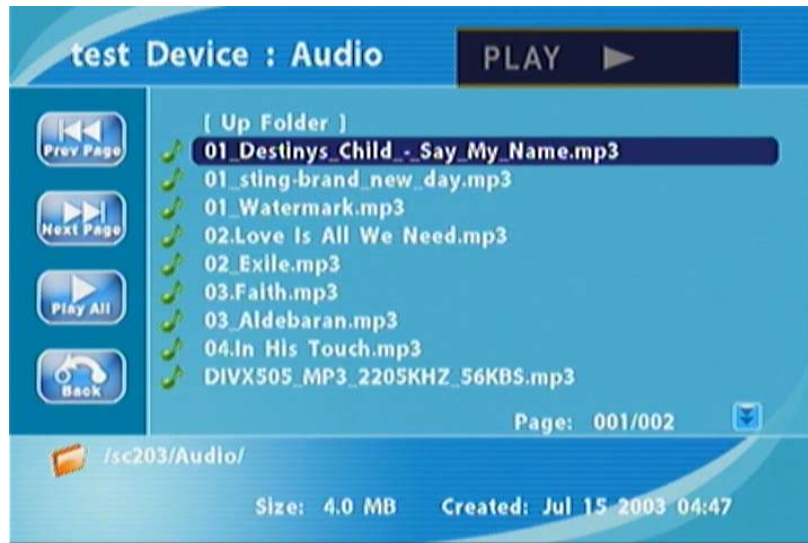 test Device : Audio
PLAY
Prev Page
Next Page
Play All
Back
[ Up Folder ]
01_Destinys_Child_-_Say_My_Name.mp3
01_sting-brand_new_day.mp3
01_Watermark.mp3
02.Love Is All We Need.mp3
02_Exile.mp3
03.Faith.mp3
03_Aldebaran.mp3
04.In His Touch.mp3
DIVX505_MP3_2205KHZ_56KBS.mp3
Page: 001/002
/sc203/Audio/
Size: 4.0 MB Created: Jul 15 2003 04:47